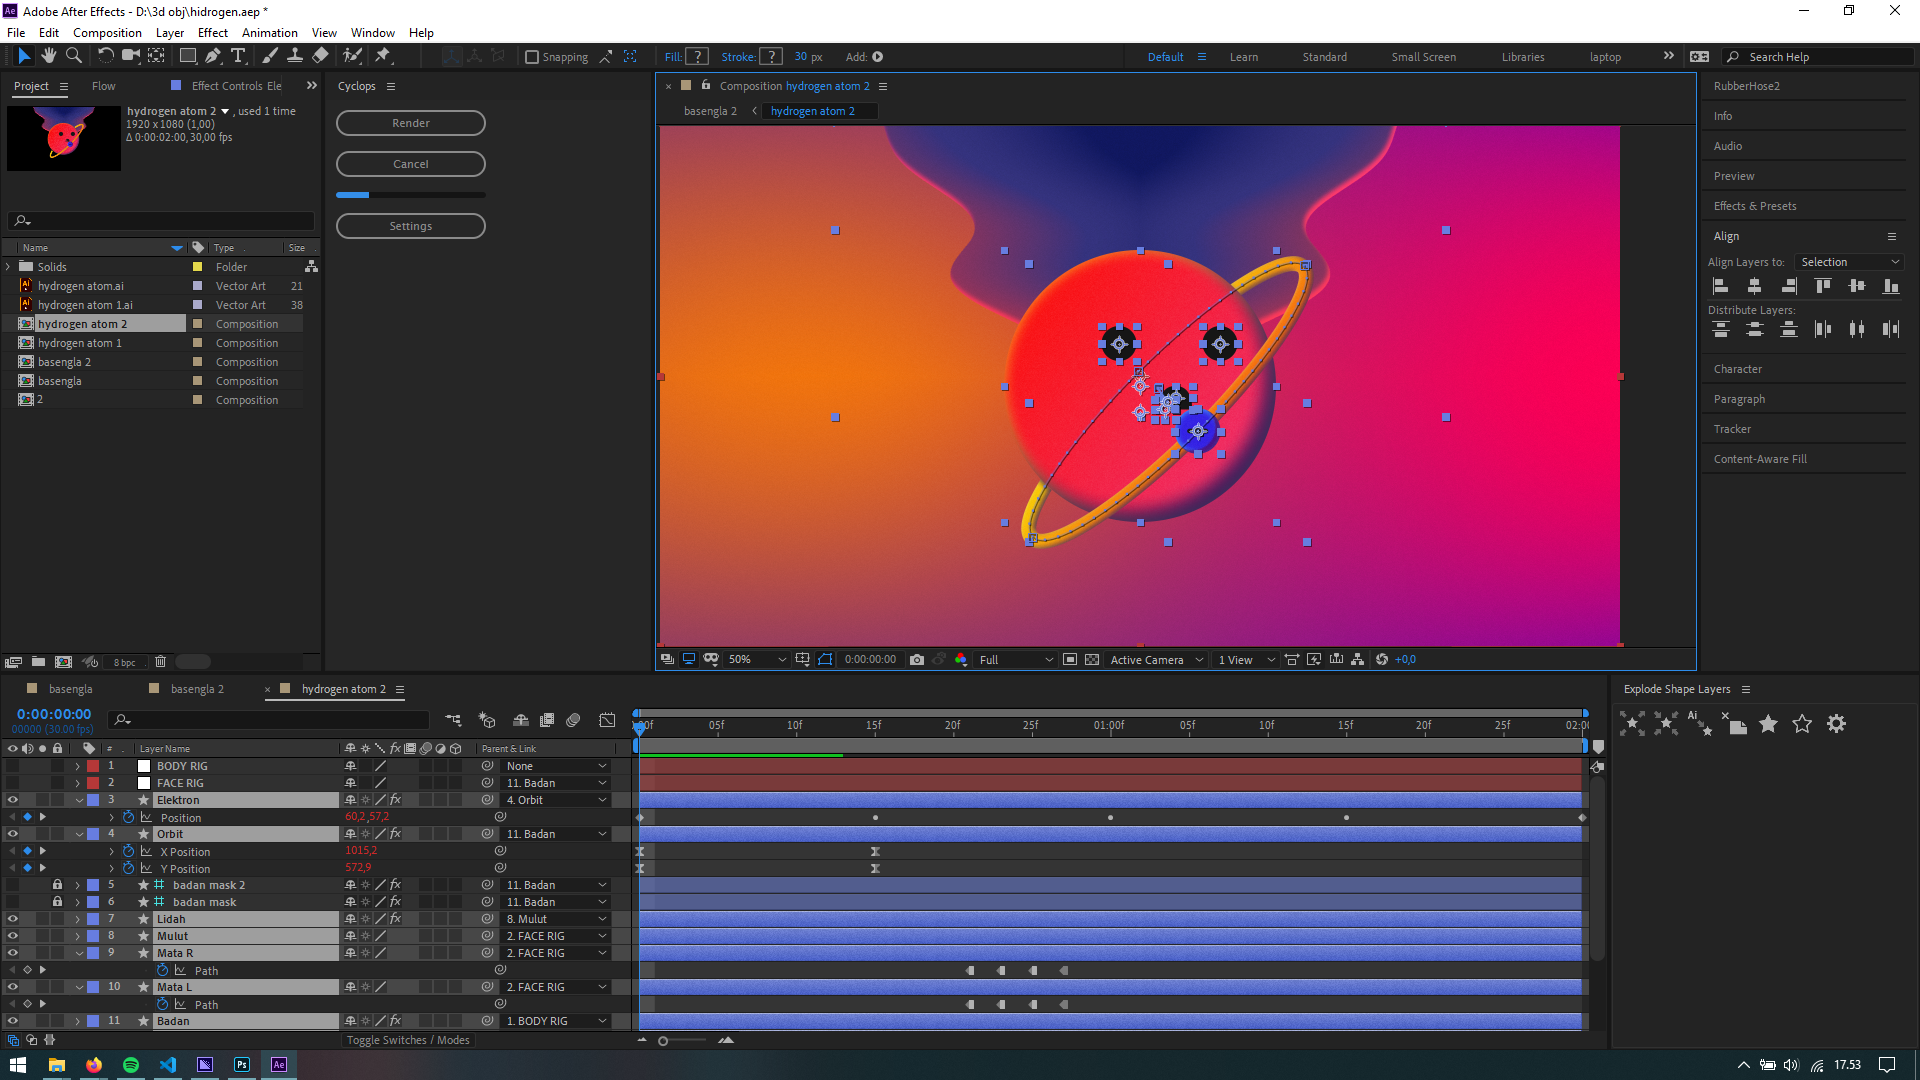 Adobe After Effects - D:\3d obj\hidrogen.aep *
File Edit Composition Layer Effect Animation View Window Help
Snapping Fill: ? Stroke: ? 30 px Add: Default Learn Standard Small Screen Libraries laptop Search Help
Project Flow Effect Controls Ele
hydrogen atom 2 , used 1 time
1920 x 1080 (1,00)
Δ 0:00:02:00, 30,00 fps
Name Type Size
Solids Folder
hydrogen atom.ai Vector Art 21
hydrogen atom 1.ai Vector Art 38
hydrogen atom 2 Composition
hydrogen atom 1 Composition
basengla 2 Composition
basengla Composition
2 Composition
8 bpc
Cyclops
Render
Cancel
Settings
Composition hydrogen atom 2
basengla 2 hydrogen atom 2
50% 0:00:00:00 Full Active Camera 1 View +0,0
RubberHose2
Info
Audio
Preview
Effects & Presets
Align
Align Layers to: Selection
Distribute Layers:
Character
Paragraph
Tracker
Content-Aware Fill
basengla basengla 2 hydrogen atom 2
0:00:00:00
00000 (30.00 fps)
:00f 05f 10f 15f 20f 25f 01:00f 05f 10f 15f 20f 25f 02:00
# Layer Name Parent & Link
1 BODY RIG None
2 FACE RIG 11. Badan
3 Elektron 4. Orbit
Position 60,2,57,2
4 Orbit 11. Badan
X Position 1015,2
Y Position 572,9
5 badan mask 2 11. Badan
6 badan mask 11. Badan
7 Lidah 8. Mulut
8 Mulut 2. FACE RIG
9 Mata R 2. FACE RIG
Path
10 Mata L 2. FACE RIG
Path
11 Badan 1. BODY RIG
Toggle Switches / Modes
Explode Shape Layers
Ai
17.53